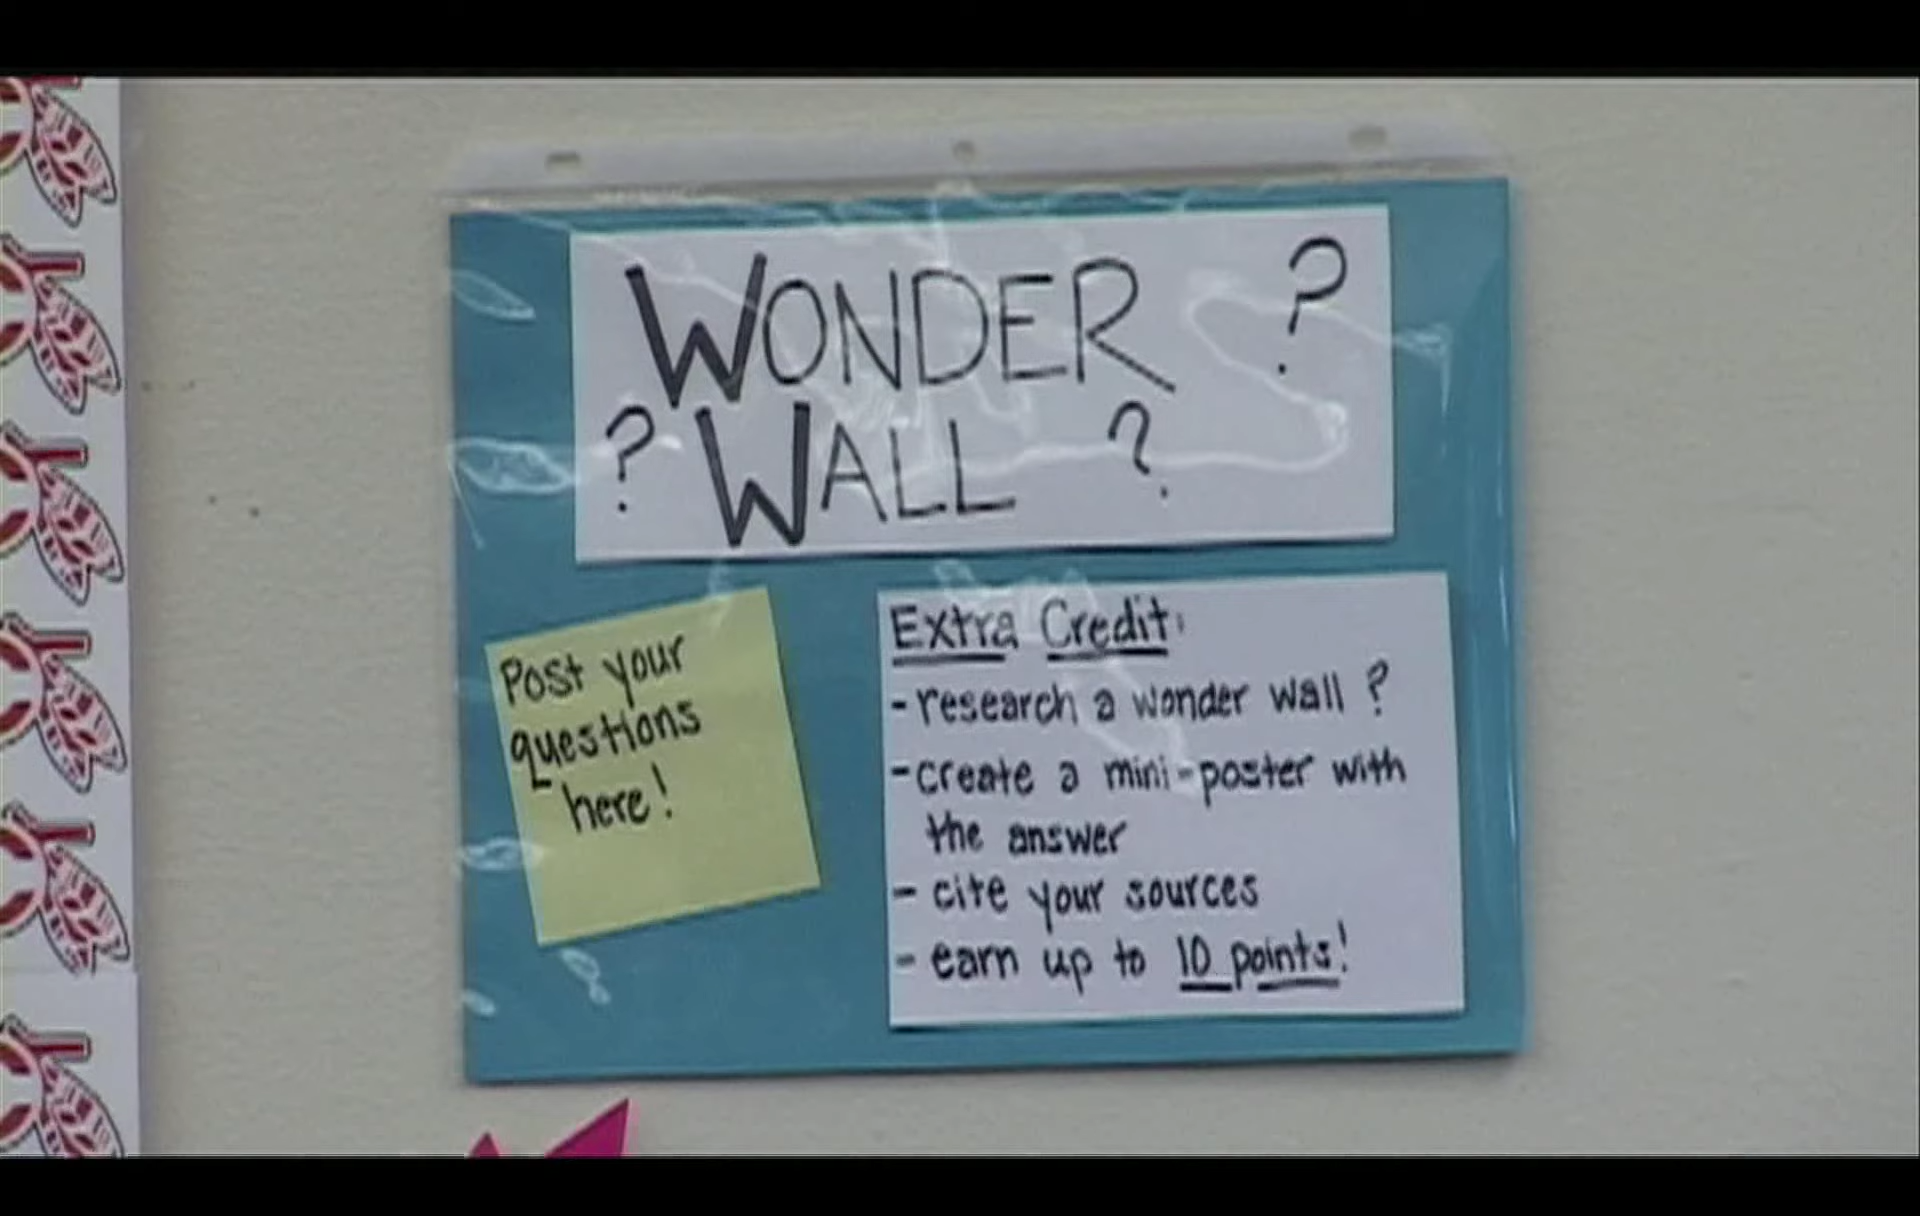 WONDER ?
? WALL ?
Post your
questions
here!
Extra Credit:
- research a wonder wall ?
- create a mini-poster with
the answer
- cite your sources
- earn up to 10 points!